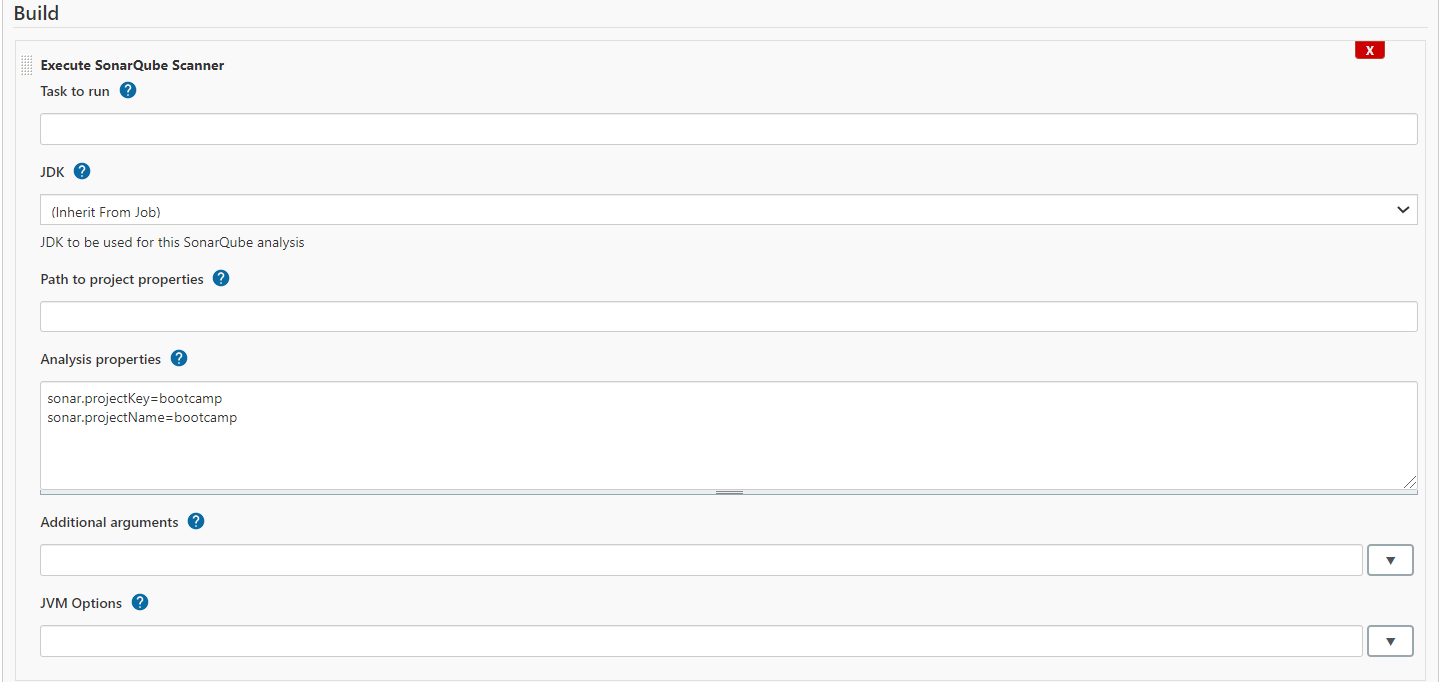 Build
X
Execute SonarQube Scanner
Task to run ?
JDK ?
(Inherit From Job)
JDK to be used for this SonarQube analysis
Path to project properties ?
Analysis properties ?
sonar.projectKey=bootcamp
sonar.projectName=bootcamp
Additional arguments ?
JVM Options ?